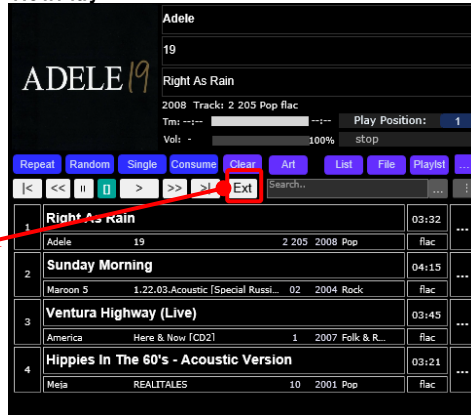 Adele
19
ADELE 19
Right As Rain
2008 Track: 2 205 Pop flac
Tm: --:-- --:-- Play Position: 1
Vol: - 100% stop
Repeat Random Single Consume Clear Art List File Playlst ...
|< << II [] > >> >| Ext Search.. ...
1 Right As Rain 03:32 ...
Adele 19 2 205 2008 Pop flac
2 Sunday Morning 04:15 ...
Maroon 5 1.22.03.Acoustic [Special Russi... 02 2004 Rock flac
3 Ventura Highway (Live) 03:45 ...
America Here & Now [CD2] 1 2007 Folk & R... flac
4 Hippies In The 60's - Acoustic Version 03:21 ...
Meja REALITALES 10 2001 Pop flac